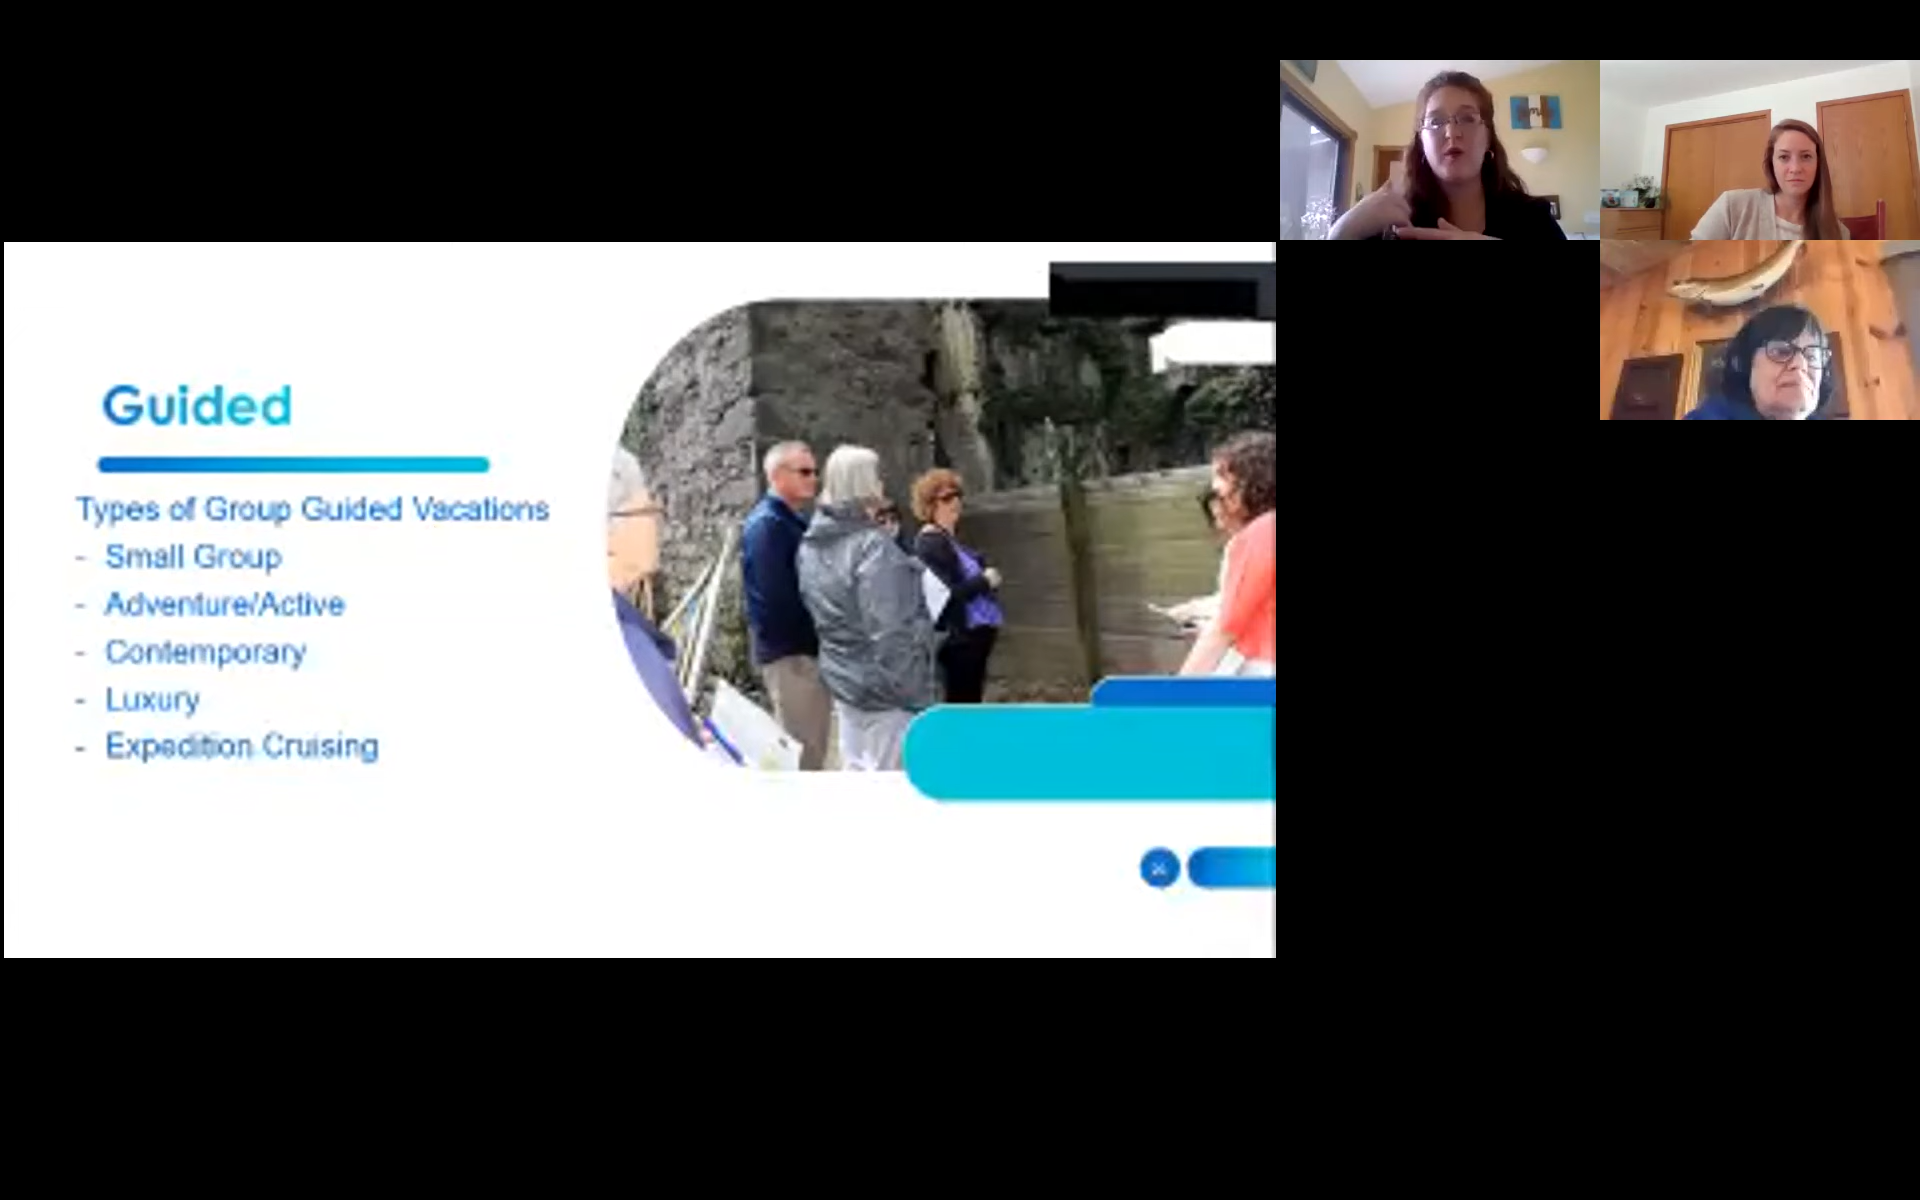 Guided
Types of Group Guided Vacations
- Small Group
- Adventure/Active
- Contemporary
- Luxury
- Expedition Cruising